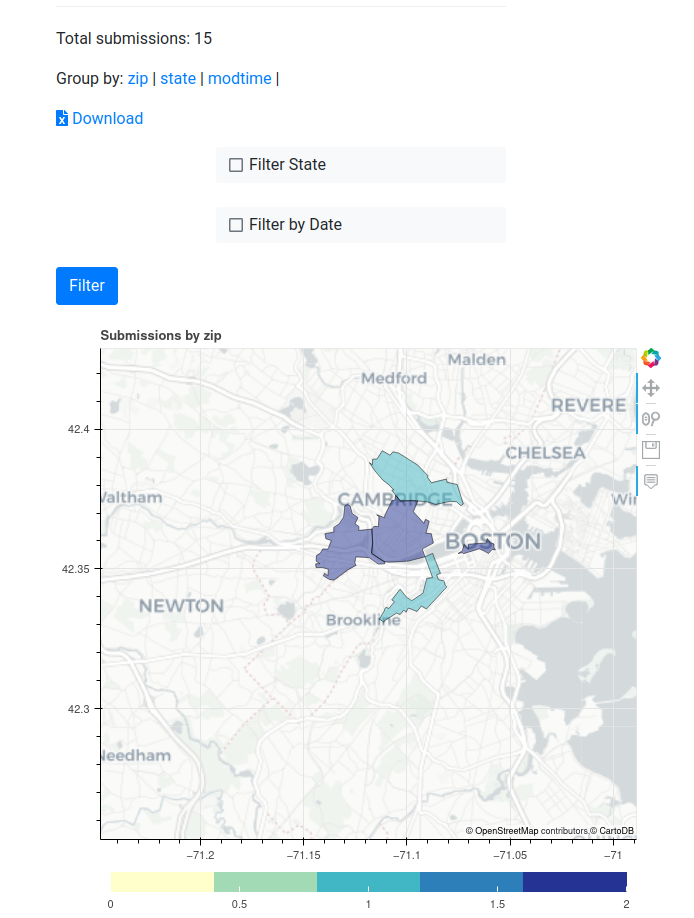 Total submissions: 15
Group by: zip | state | modtime |
Download
Filter State
Filter by Date
Filter
Submissions by zip
Malden
Medford
REVERE
42.4
CHELSEA
CAMBRIDGE
Valtham
Wi
BOSTON
42.35
NEWTON
Brookline
42.3
Needham
© OpenStreetMap contributors,© CartoDB
−71.2
−71.15
−71.1
−71.05
−71
0
0.5
1
1.5
2